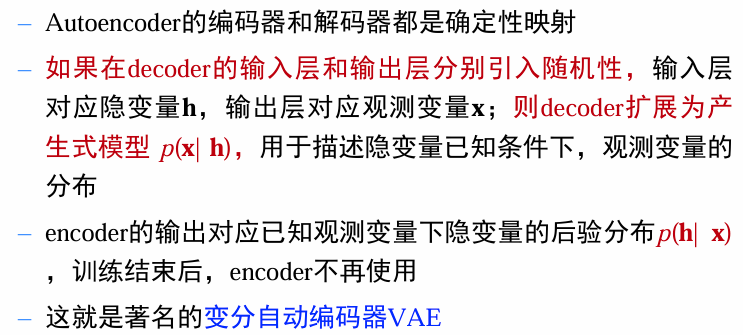 – Autoencoder的编码器和解码器都是确定性映射
– 如果在decoder的输入层和输出层分别引入随机性，输入层
对应隐变量h，输出层对应观测变量x；则decoder扩展为产
生式模型 p(x| h)，用于描述隐变量已知条件下，观测变量的
分布
– encoder的输出对应已知观测变量下隐变量的后验分布p(h| x)
，训练结束后，encoder不再使用
– 这就是著名的变分自动编码器VAE